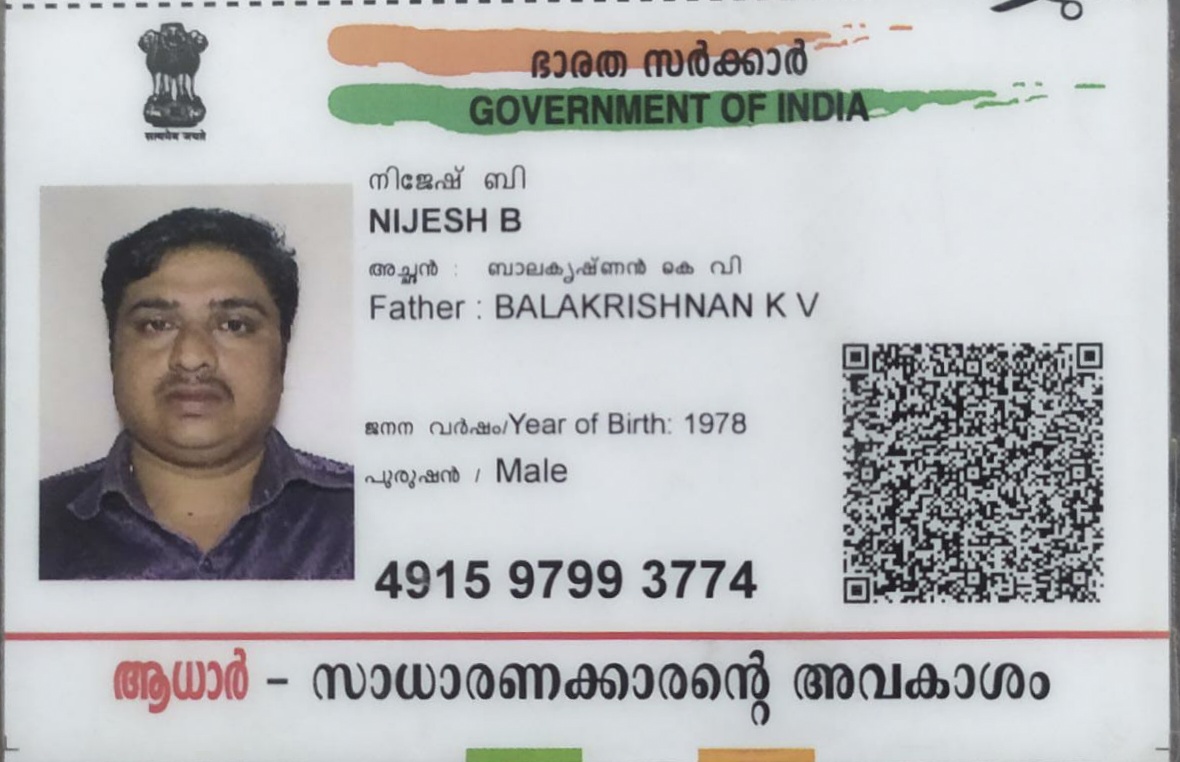 भारत സർക്കാർ
GOVERNMENT OF INDIA
सत्यमेव जयते
നിജേഷ് ബി
NIJESH B
അച്ഛൻ : ബാലകൃഷ്ണൻ കെ വി
Father : BALAKRISHNAN K V
ജനന വർഷം/Year of Birth: 1978
പുരുഷൻ / Male
4915 9799 3774
ആധാർ - സാധാരണക്കാരന്റെ അവകാശം